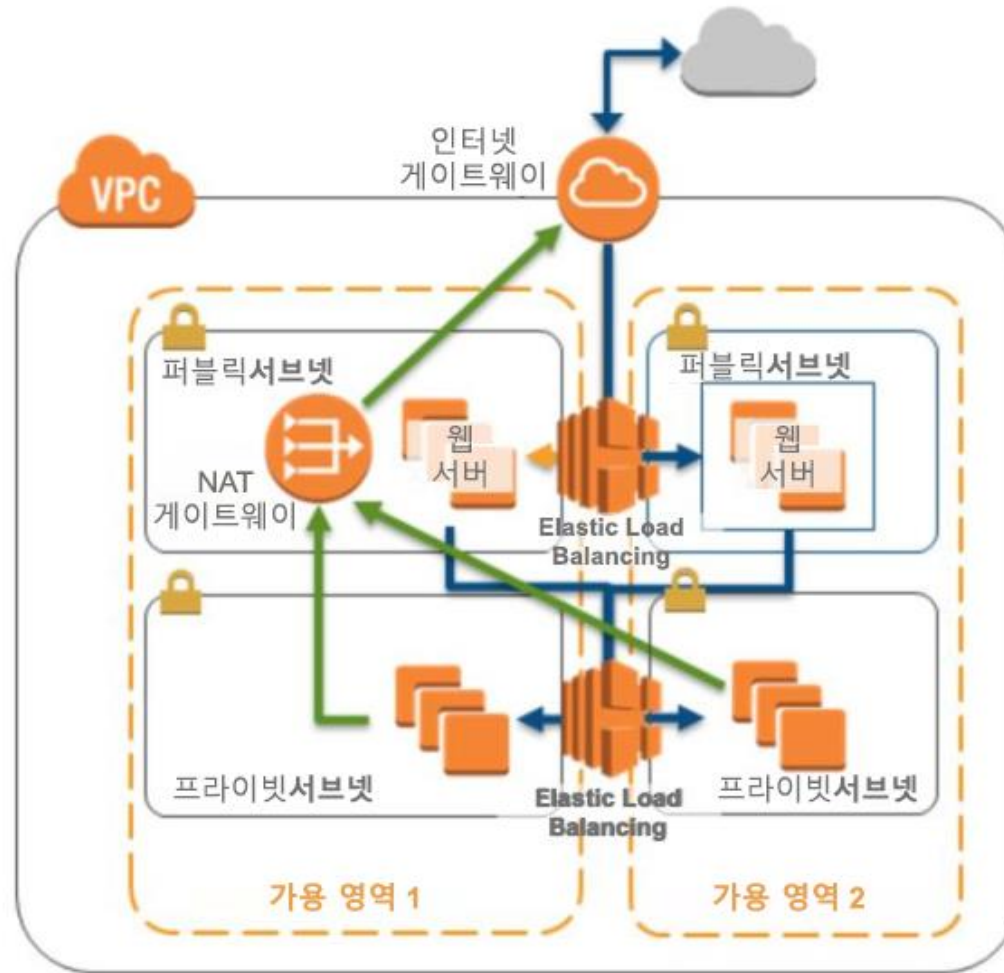 인터넷
게이트웨이
VPC
퍼블릭서브넷
퍼블릭서브넷
웹
서버
웹
서버
NAT
게이트웨이
Elastic Load
Balancing
프라이빗서브넷
프라이빗서브넷
Elastic Load
Balancing
가용 영역 1
가용 영역 2